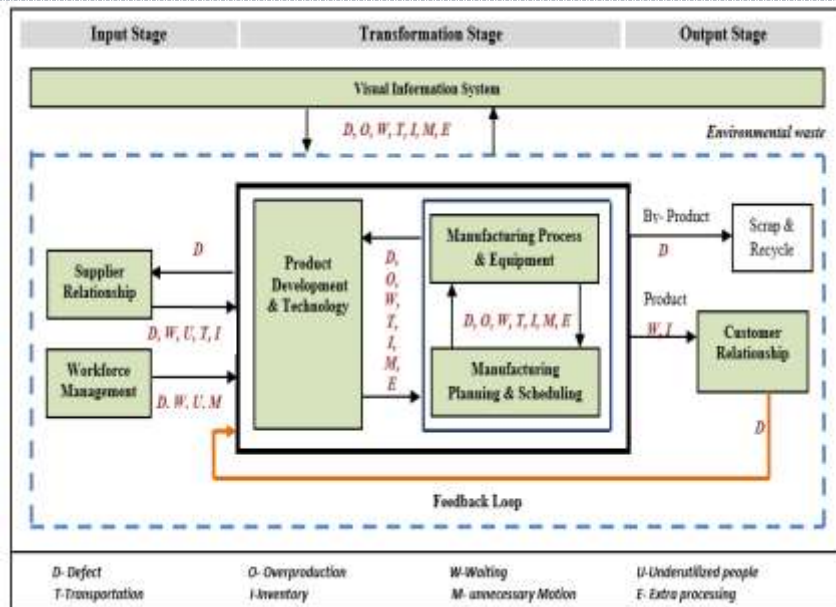 Input Stage
Transformation Stage
Output Stage
Visual Information System
D, O, W, T, I, M, E
Environmental waste
Supplier
Relationship
D
D, W, U, T, I
Workforce
Management
D. W, U. M
Product
Development
& Technology
D,
O,
W,
T,
I,
M,
E
Manufacturing Process
& Equipment
D, O, W, T, I, M, E
Manufacturing
Planning & Scheduling
By- Product
D
Scrap &
Recycle
Product
W, I
Customer
Relationship
D
Feedback Loop
D- Defect
O- Overproduction
W-Waiting
U-Underutilized people
T-Transportation
I-Inventory
M- unnecessary Motion
E- Extra processing